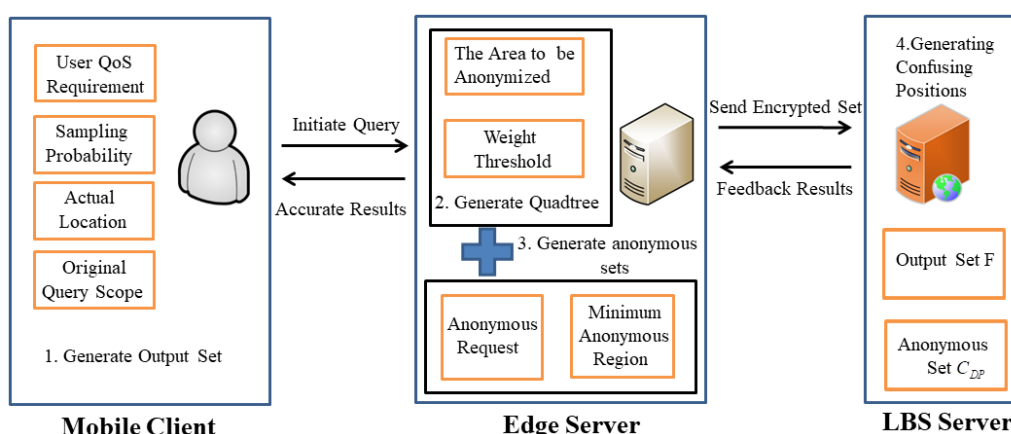 User QoS
Requirement
Sampling
Probability
Actual
Location
Original
Query Scope
1. Generate Output Set
Mobile Client
Initiate Query
Accurate Results
The Area to be
Anonymized
Weight
Threshold
2. Generate Quadtree
3. Generate anonymous
sets
Anonymous
Request
Minimum
Anonymous
Region
Edge Server
Send Encrypted Set
Feedback Results
4.Generating
Confusing
Positions
Output Set F
Anonymous
Set C_DP
LBS Server